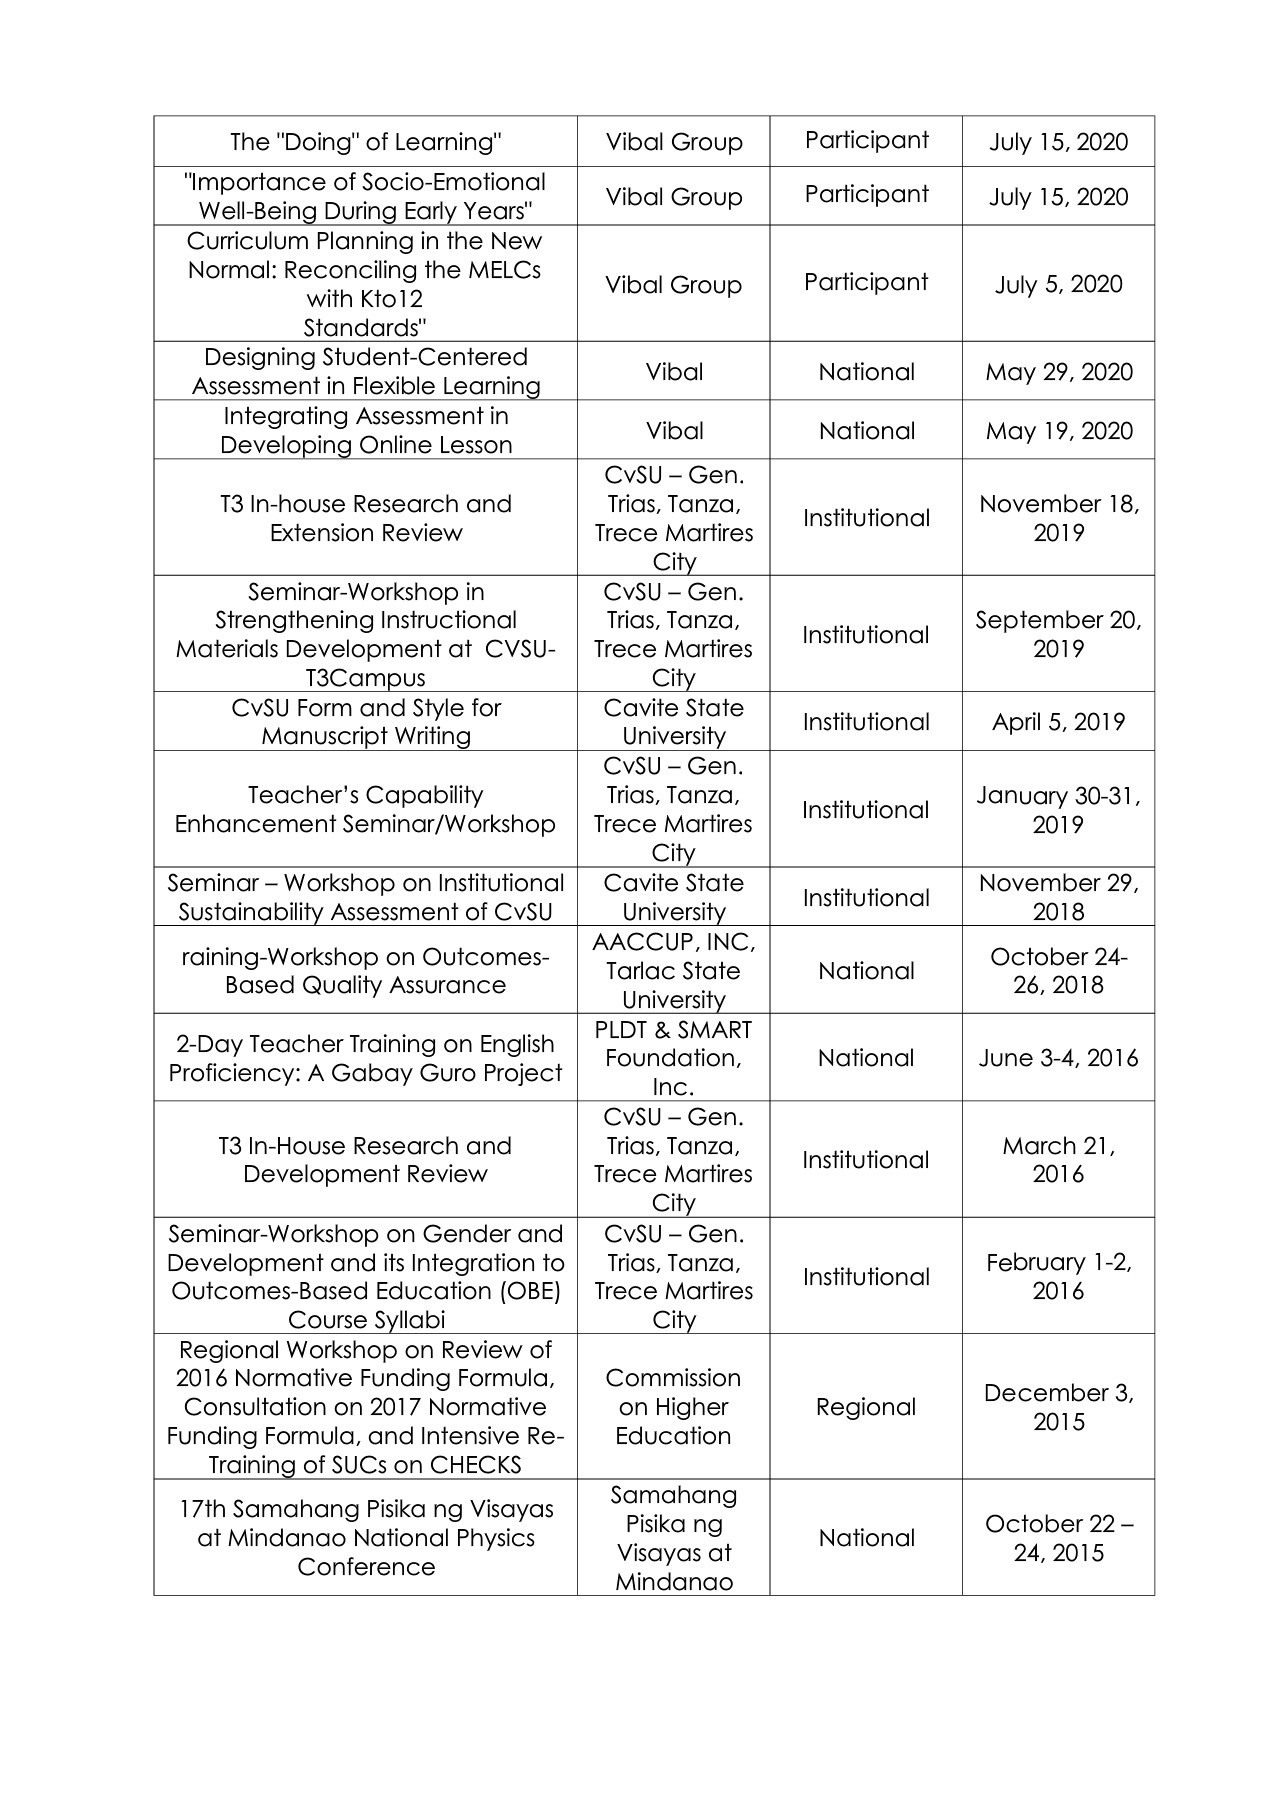 The "Doing" of Learning"
Vibal Group
Participant
July 15, 2020
"Importance of Socio-Emotional
Well-Being During Early Years"
Vibal Group
Participant
July 15, 2020
Curriculum Planning in the New
Normal: Reconciling the MELCs
with Kto12
Standards"
Vibal Group
Participant
July 5, 2020
Designing Student-Centered
Assessment in Flexible Learning
Vibal
National
May 29, 2020
Integrating Assessment in
Developing Online Lesson
Vibal
National
May 19, 2020
T3 In-house Research and
Extension Review
CvSU – Gen.
Trias, Tanza,
Trece Martires
City
Institutional
November 18,
2019
Seminar-Workshop in
Strengthening Instructional
Materials Development at  CVSU-
T3Campus
CvSU – Gen.
Trias, Tanza,
Trece Martires
City
Institutional
September 20,
2019
CvSU Form and Style for
Manuscript Writing
Cavite State
University
Institutional
April 5, 2019
Teacher’s Capability
Enhancement Seminar/Workshop
CvSU – Gen.
Trias, Tanza,
Trece Martires
City
Institutional
January 30-31,
2019
Seminar – Workshop on Institutional
Sustainability Assessment of CvSU
Cavite State
University
Institutional
November 29,
2018
raining-Workshop on Outcomes-
Based Quality Assurance
AACCUP, INC,
Tarlac State
University
National
October 24-
26, 2018
2-Day Teacher Training on English
Proficiency: A Gabay Guro Project
PLDT & SMART
Foundation,
Inc.
National
June 3-4, 2016
T3 In-House Research and
Development Review
CvSU – Gen.
Trias, Tanza,
Trece Martires
City
Institutional
March 21,
2016
Seminar-Workshop on Gender and
Development and its Integration to
Outcomes-Based Education (OBE)
Course Syllabi
CvSU – Gen.
Trias, Tanza,
Trece Martires
City
Institutional
February 1-2,
2016
Regional Workshop on Review of
2016 Normative Funding Formula,
Consultation on 2017 Normative
Funding Formula, and Intensive Re-
Training of SUCs on CHECKS
Commission
on Higher
Education
Regional
December 3,
2015
17th Samahang Pisika ng Visayas
at Mindanao National Physics
Conference
Samahang
Pisika ng
Visayas at
Mindanao
National
October 22 –
24, 2015